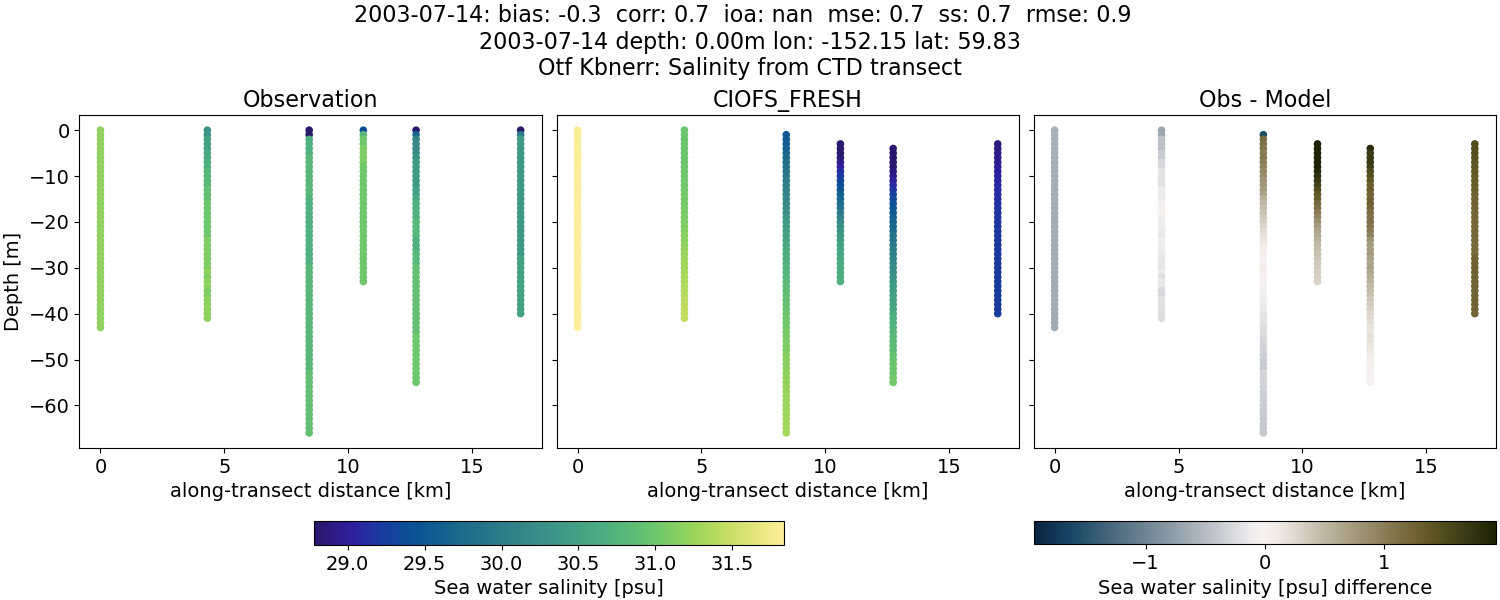 2003-07-14: bias: -0.3  corr: 0.7  ioa: nan  mse: 0.7  ss: 0.7  rmse: 0.9
2003-07-14 depth: 0.00m lon: -152.15 lat: 59.83
Otf Kbnerr: Salinity from CTD transect
Observation
CIOFS_FRESH
Obs - Model
Depth [m]
0
−10
−20
−30
−40
−50
−60
0 5 10 15
0 5 10 15
0 5 10 15
along-transect distance [km]
along-transect distance [km]
along-transect distance [km]
29.0 29.5 30.0 30.5 31.0 31.5
Sea water salinity [psu]
−1 0 1
Sea water salinity [psu] difference